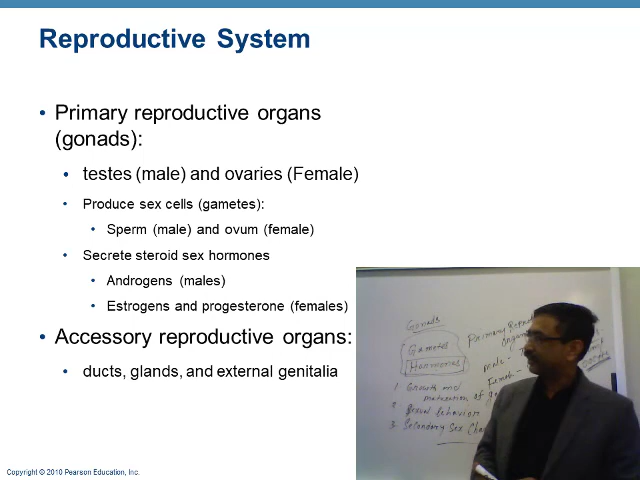 Reproductive System
• Primary reproductive organs
(gonads):
• testes (male) and ovaries (Female)
• Produce sex cells (gametes):
• Sperm (male) and ovum (female)
• Secrete steroid sex hormones
• Androgens (males)
• Estrogens and progesterone (females)
• Accessory reproductive organs:
• ducts, glands, and external genitalia
Copyright © 2010 Pearson Education, Inc.
Gonads
Gametes
Hormones
Primary
male -
Female -
1 Growth and
maturation of
2 Sexual Behavior
3 Secondary Sex